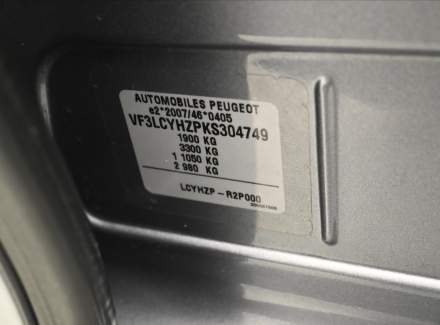 AUTOMOBILES PEUGEOT
e2*2007/46*0405
VF3LCYHZPKS304749
1900 KG
3300 KG
1 1050 KG
2 980 KG
LCYHZP - R2P000